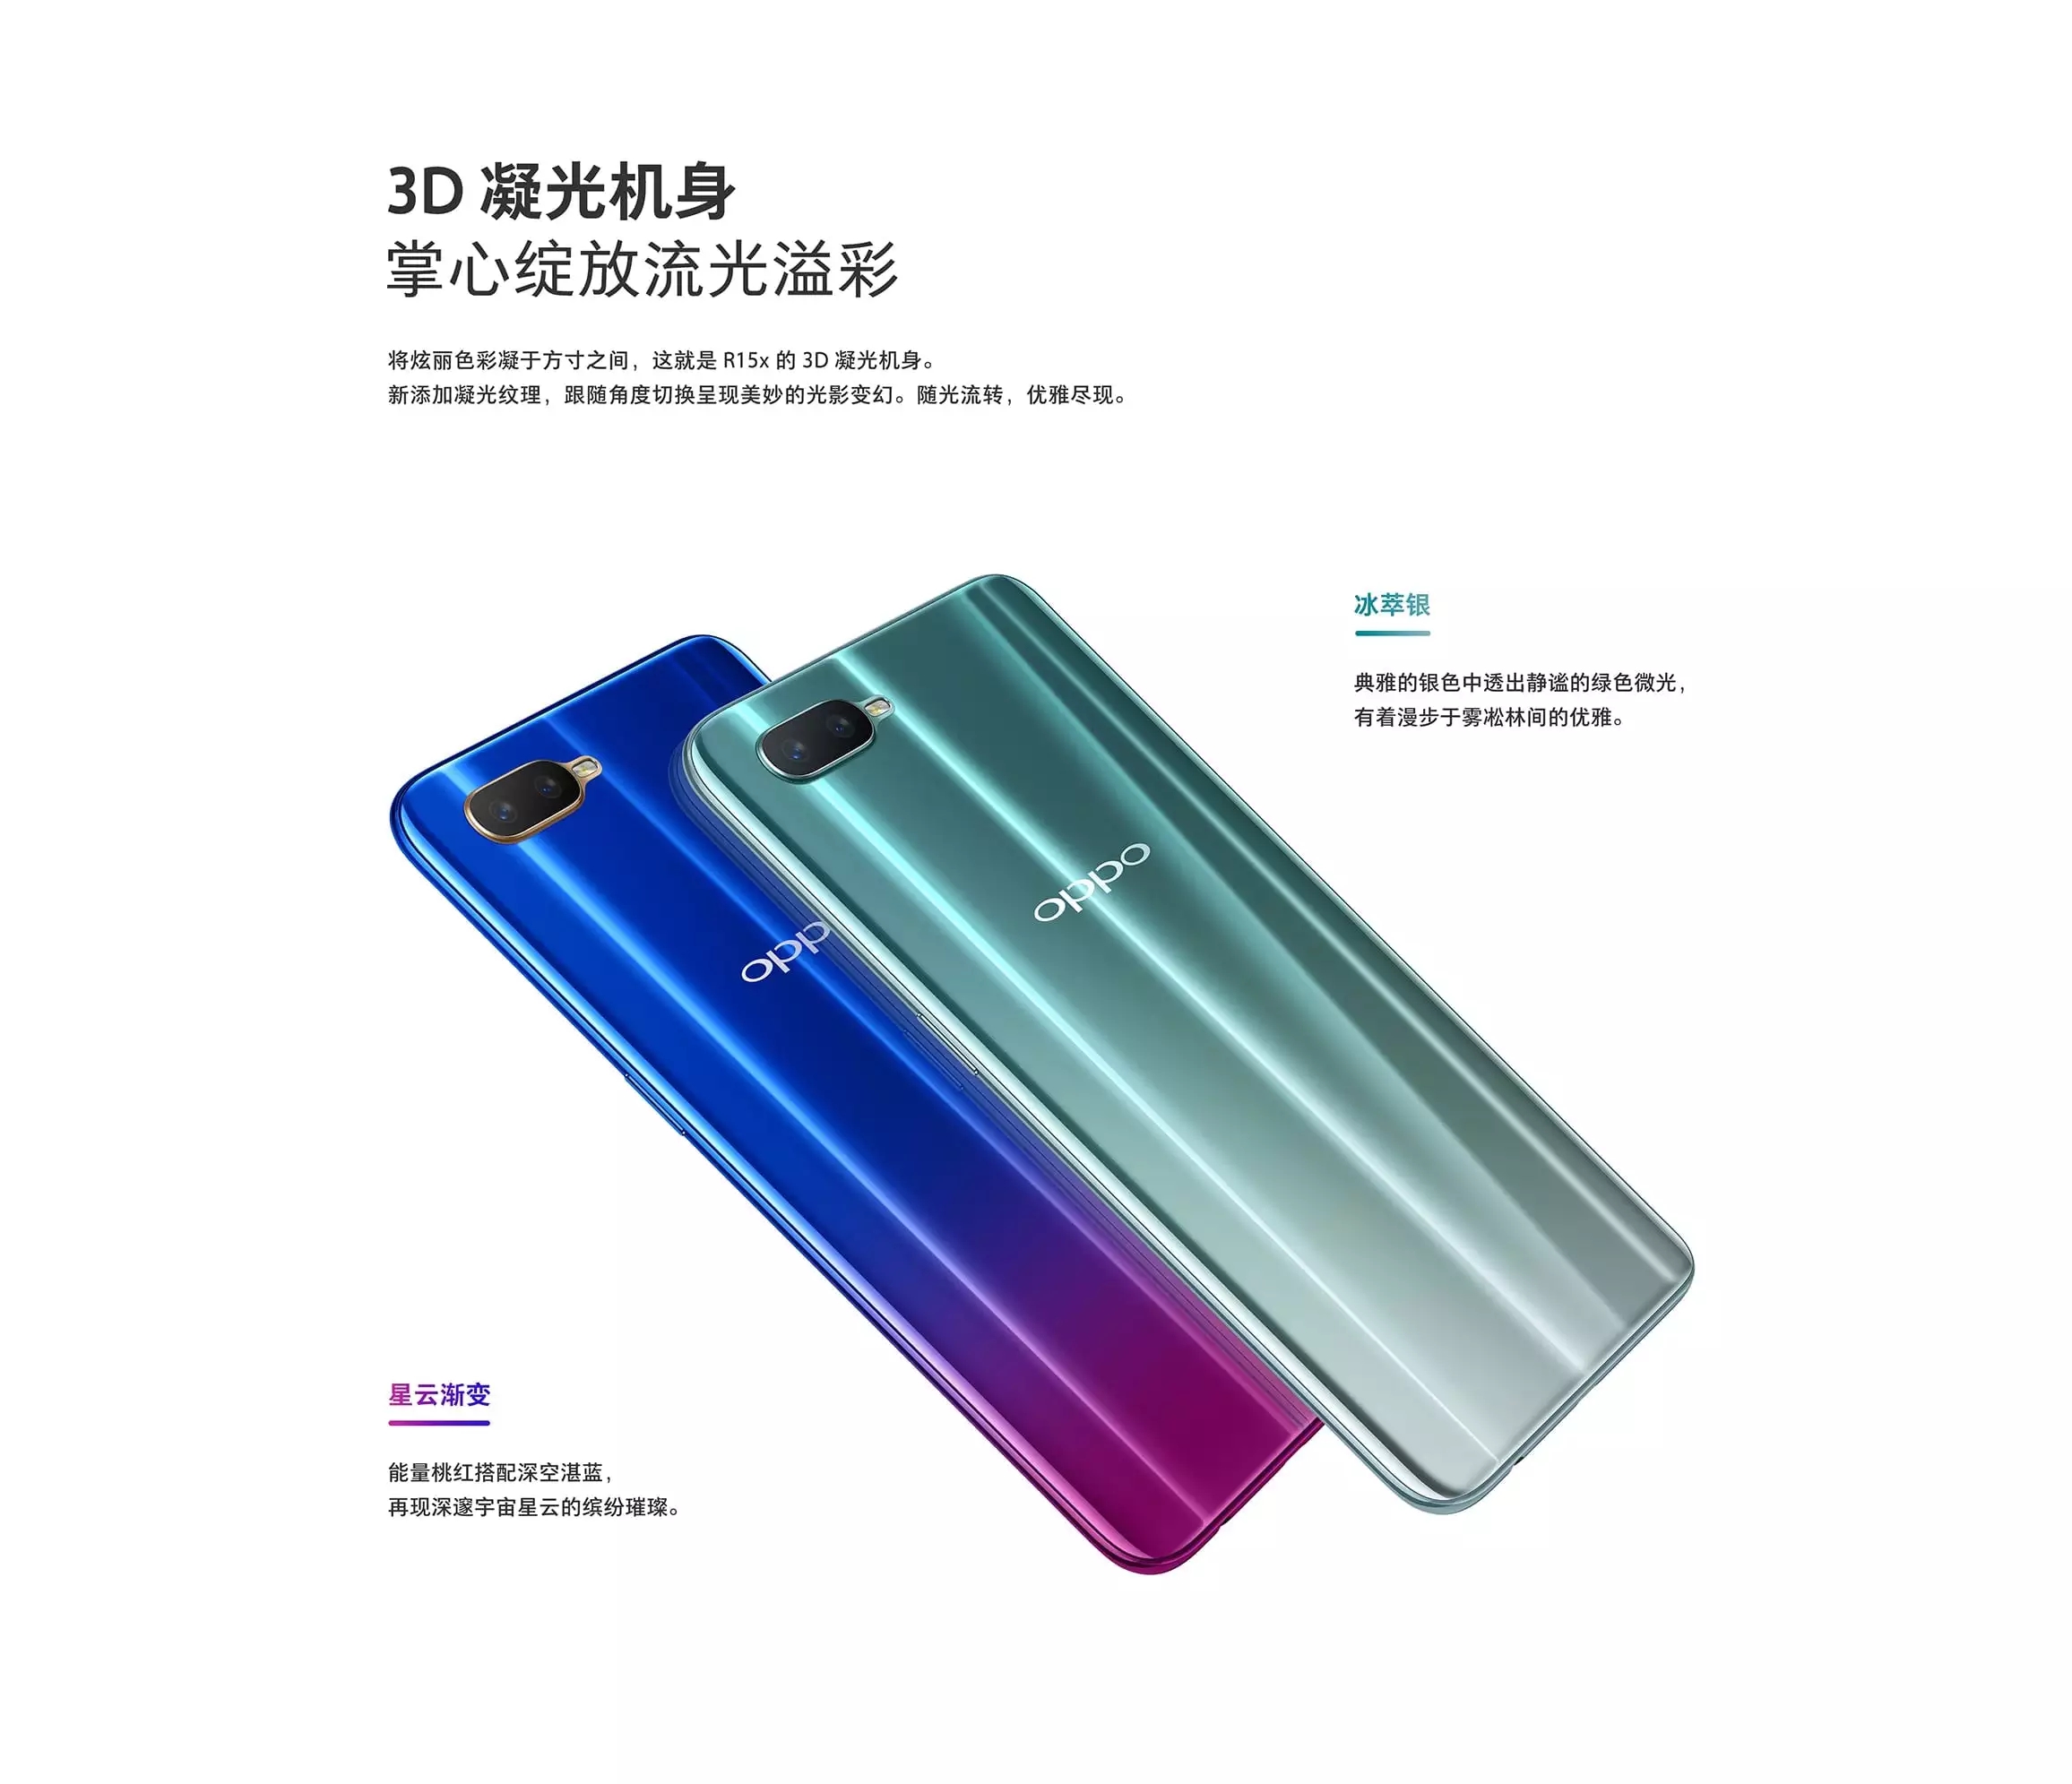 3D 凝光机身
掌心绽放流光溢彩
将炫丽色彩凝于方寸之间，这就是 R15x 的 3D 凝光机身。
新添加凝光纹理，跟随角度切换呈现美妙的光影变幻。随光流转，优雅尽现。
冰萃银
典雅的银色中透出静谧的绿色微光，
有着漫步于雾凇林间的优雅。
oppo
opp
星云渐变
能量桃红搭配深空湛蓝，
再现深邃宇宙星云的缤纷璀璨。